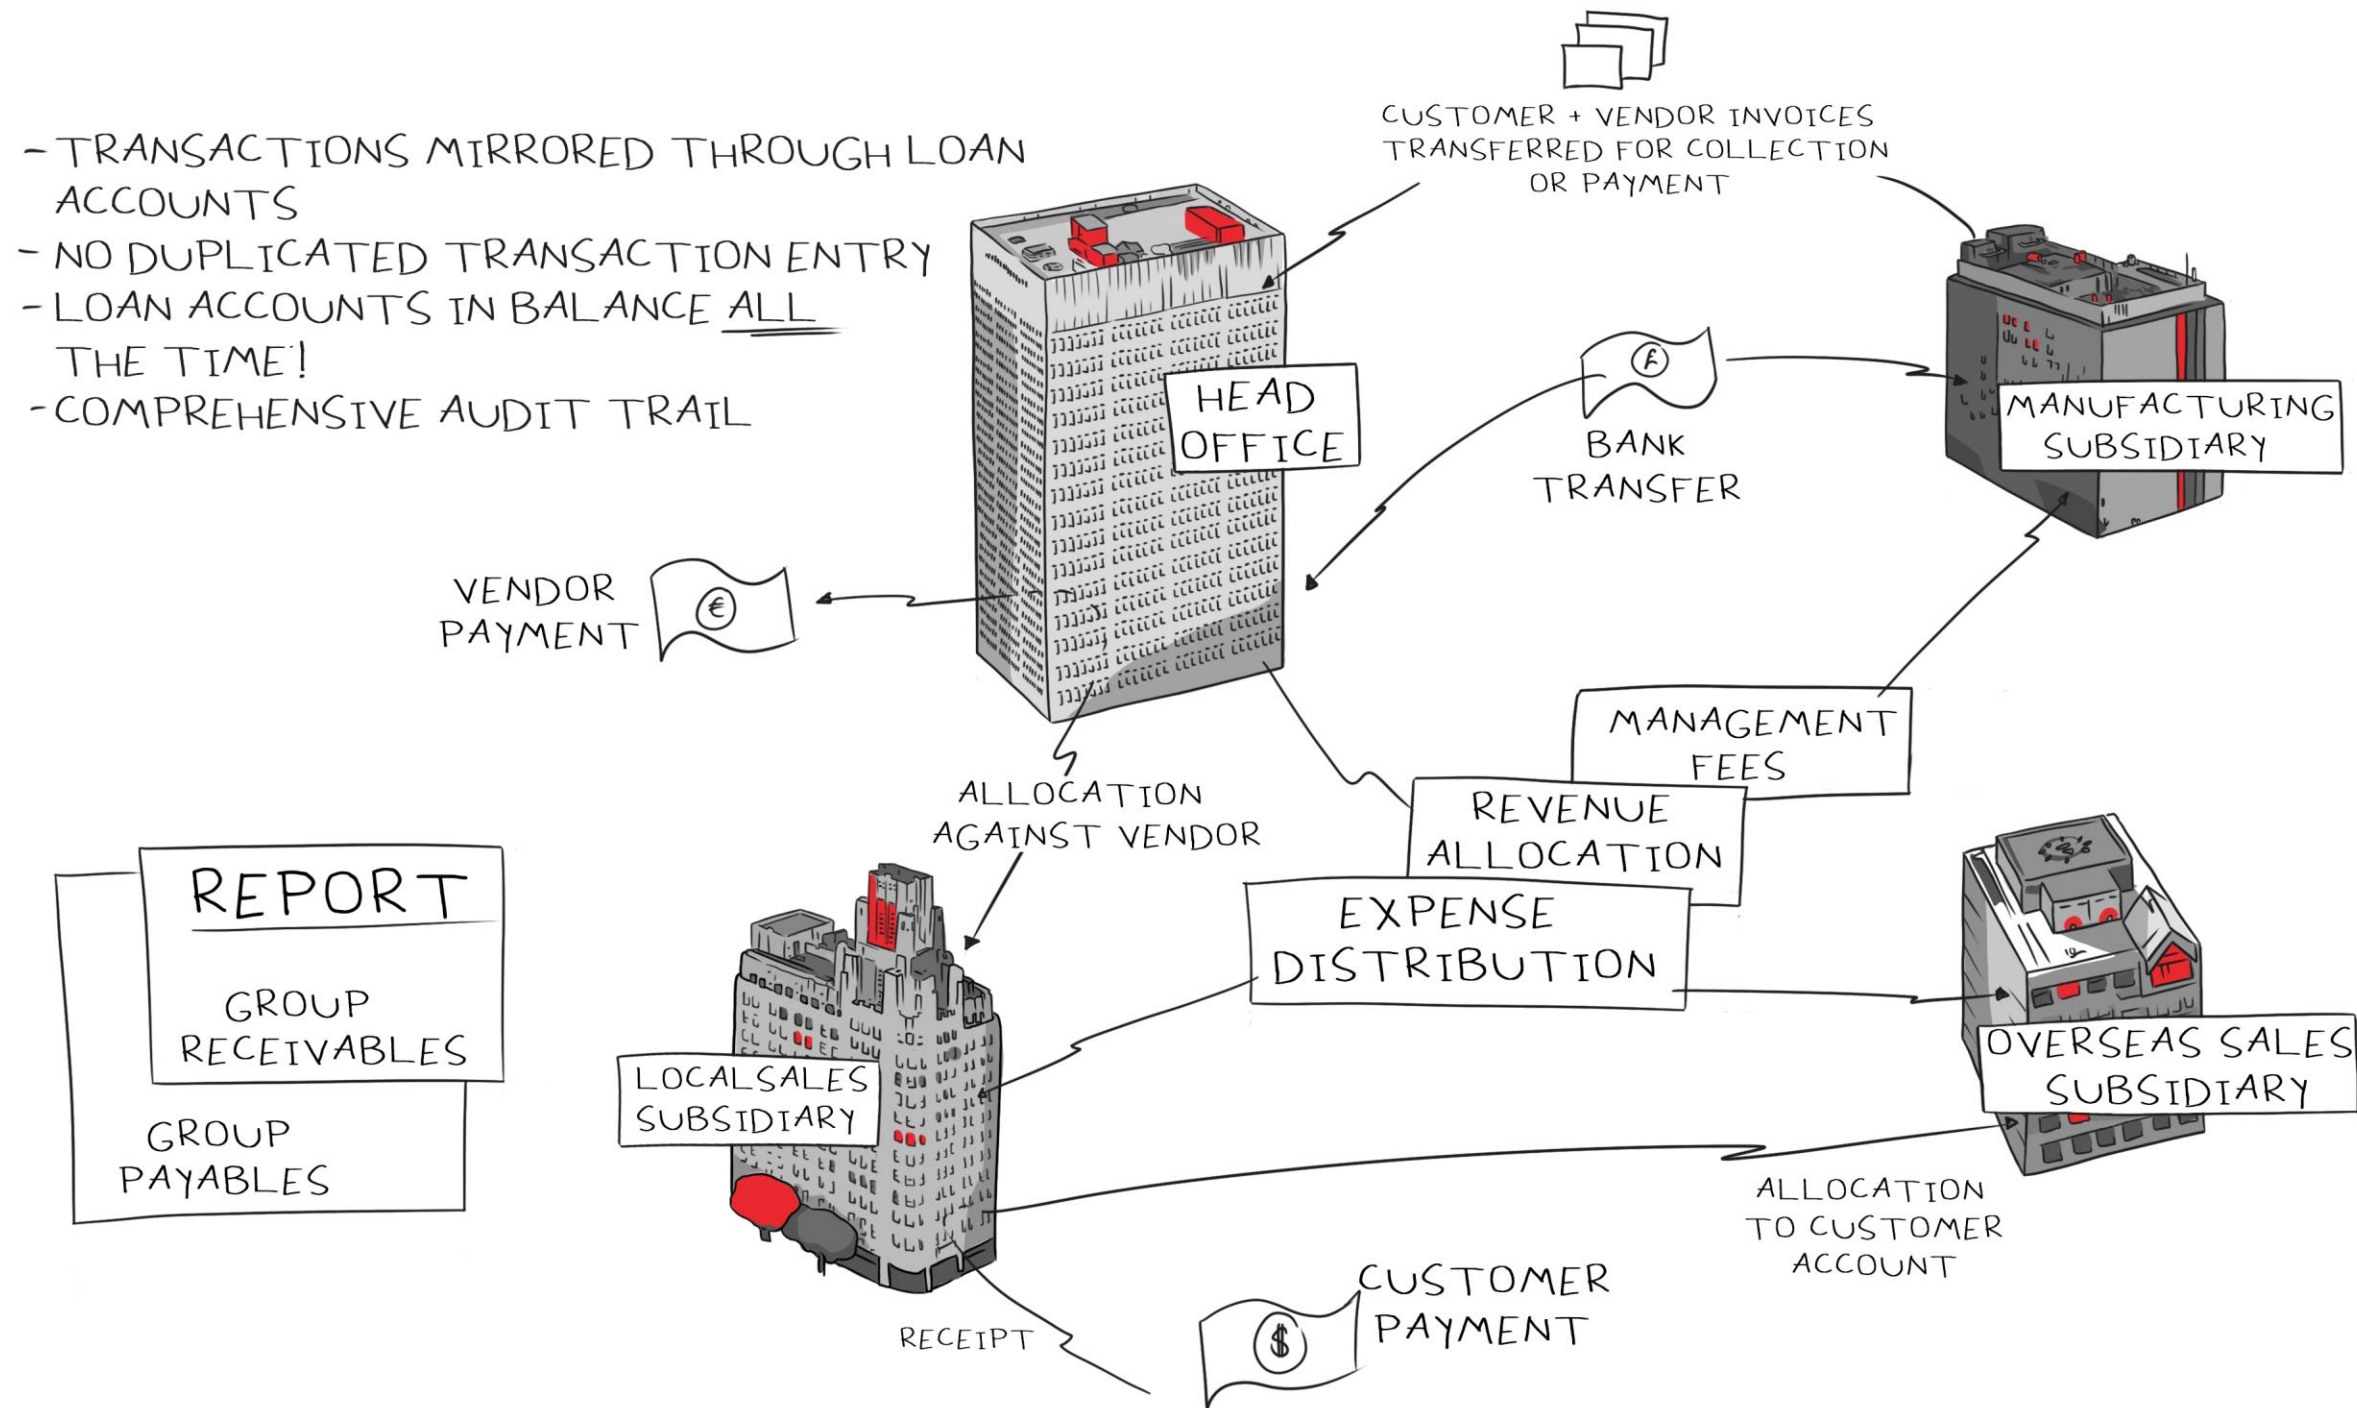 - TRANSACTIONS MIRRORED THROUGH LOAN
ACCOUNTS
- NO DUPLICATED TRANSACTION ENTRY
- LOAN ACCOUNTS IN BALANCE ALL
THE TIME!
- COMPREHENSIVE AUDIT TRAIL
CUSTOMER + VENDOR INVOICES
TRANSFERRED FOR COLLECTION
OR PAYMENT
HEAD
OFFICE
£
BANK
TRANSFER
MANUFACTURING
SUBSIDIARY
VENDOR
PAYMENT
€
ALLOCATION
AGAINST VENDOR
MANAGEMENT
FEES
REVENUE
ALLOCATION
EXPENSE
DISTRIBUTION
REPORT
GROUP
RECEIVABLES
GROUP
PAYABLES
LOCALSALES
SUBSIDIARY
OVERSEAS SALES
SUBSIDIARY
ALLOCATION
TO CUSTOMER
ACCOUNT
RECEIPT
$
CUSTOMER
PAYMENT